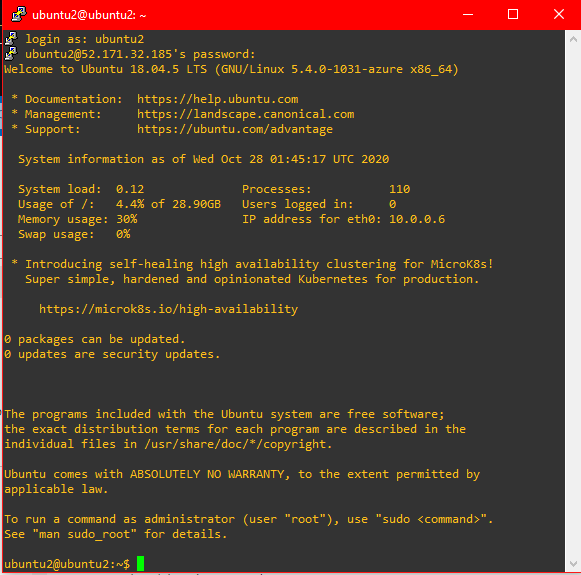 ubuntu2@ubuntu2: ~
login as: ubuntu2
ubuntu2@52.171.32.185's password:
Welcome to Ubuntu 18.04.5 LTS (GNU/Linux 5.4.0-1031-azure x86_64)

 * Documentation:  https://help.ubuntu.com
 * Management:     https://landscape.canonical.com
 * Support:        https://ubuntu.com/advantage

  System information as of Wed Oct 28 01:45:17 UTC 2020

  System load:  0.12              Processes:           110
  Usage of /:   4.4% of 28.90GB   Users logged in:     0
  Memory usage: 30%               IP address for eth0: 10.0.0.6
  Swap usage:   0%

 * Introducing self-healing high availability clustering for MicroK8s!
   Super simple, hardened and opinionated Kubernetes for production.

     https://microk8s.io/high-availability

0 packages can be updated.
0 updates are security updates.

The programs included with the Ubuntu system are free software;
the exact distribution terms for each program are described in the
individual files in /usr/share/doc/*/copyright.

Ubuntu comes with ABSOLUTELY NO WARRANTY, to the extent permitted by
applicable law.

To run a command as administrator (user "root"), use "sudo <command>".
See "man sudo_root" for details.

ubuntu2@ubuntu2:~$